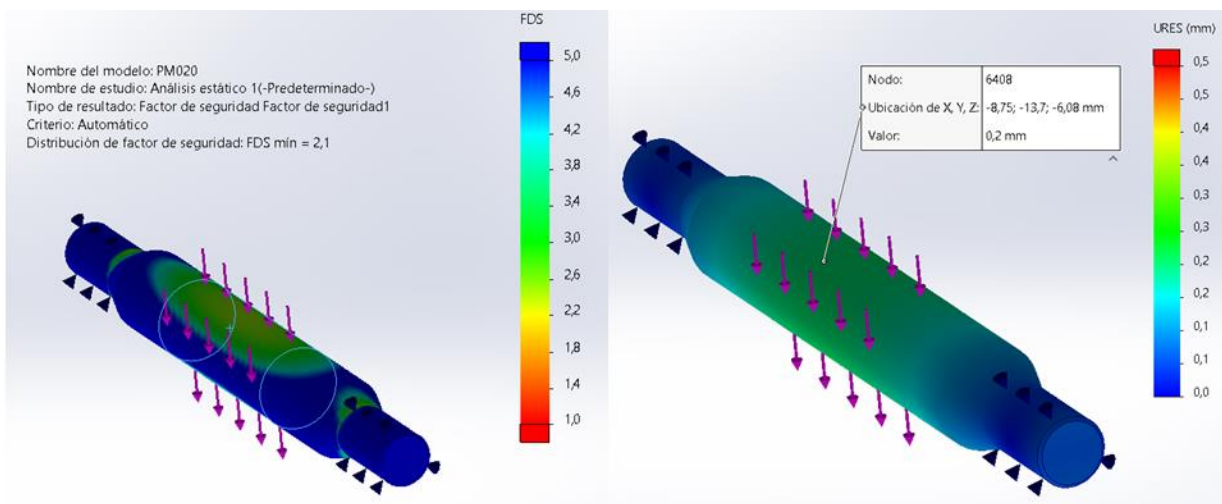 Nombre del modelo: PM020
Nombre de estudio: Análisis estático 1(-Predeterminado-)
Tipo de resultado: Factor de seguridad Factor de seguridad1
Criterio: Automático
Distribución de factor de seguridad: FDS mín = 2,1
FDS
5,0
4,6
4,2
3,8
3,4
3,0
2,6
2,2
1,8
1,4
1,0
Nodo: 6408
Ubicación de X, Y, Z: -8,75; -13,7; -6,08 mm
Valor: 0,2 mm
URES (mm)
0,5
0,5
0,4
0,4
0,3
0,3
0,2
0,2
0,1
0,1
0,0